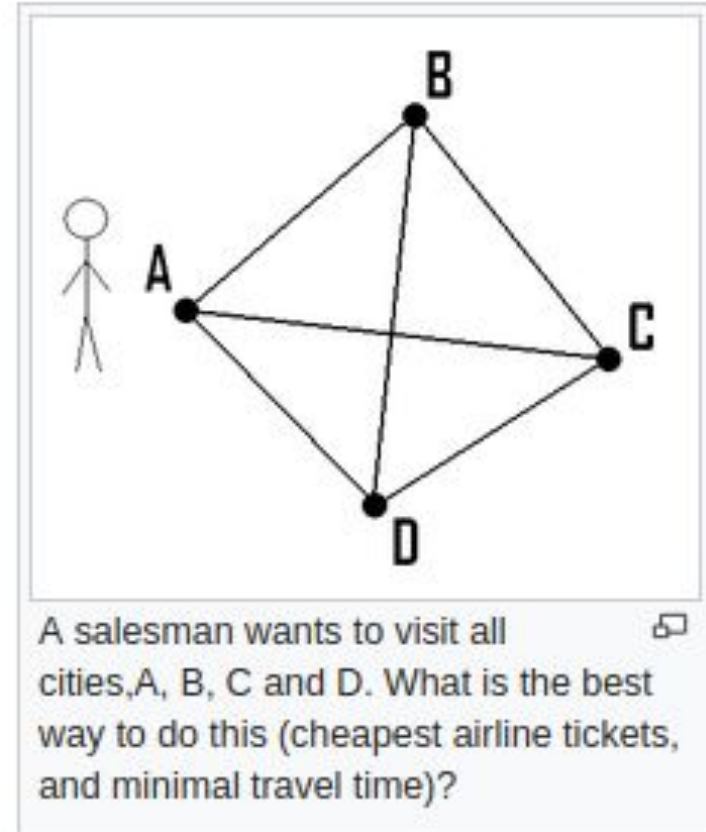 B
A
C
D
A salesman wants to visit all
cities,A, B, C and D. What is the best
way to do this (cheapest airline tickets,
and minimal travel time)?